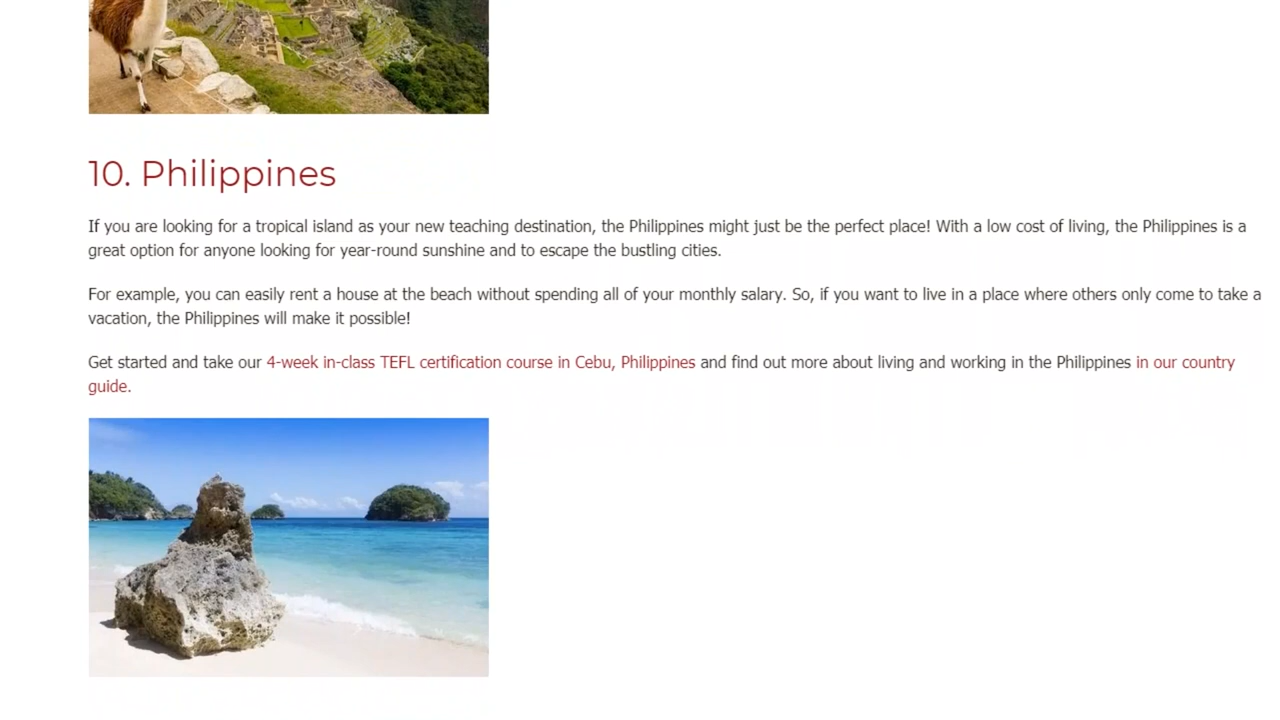 10. Philippines
If you are looking for a tropical island as your new teaching destination, the Philippines might just be the perfect place! With a low cost of living, the Philippines is a
great option for anyone looking for year-round sunshine and to escape the bustling cities.
For example, you can easily rent a house at the beach without spending all of your monthly salary. So, if you want to live in a place where others only come to take a
vacation, the Philippines will make it possible!
Get started and take our 4-week in-class TEFL certification course in Cebu, Philippines and find out more about living and working in the Philippines in our country
guide.